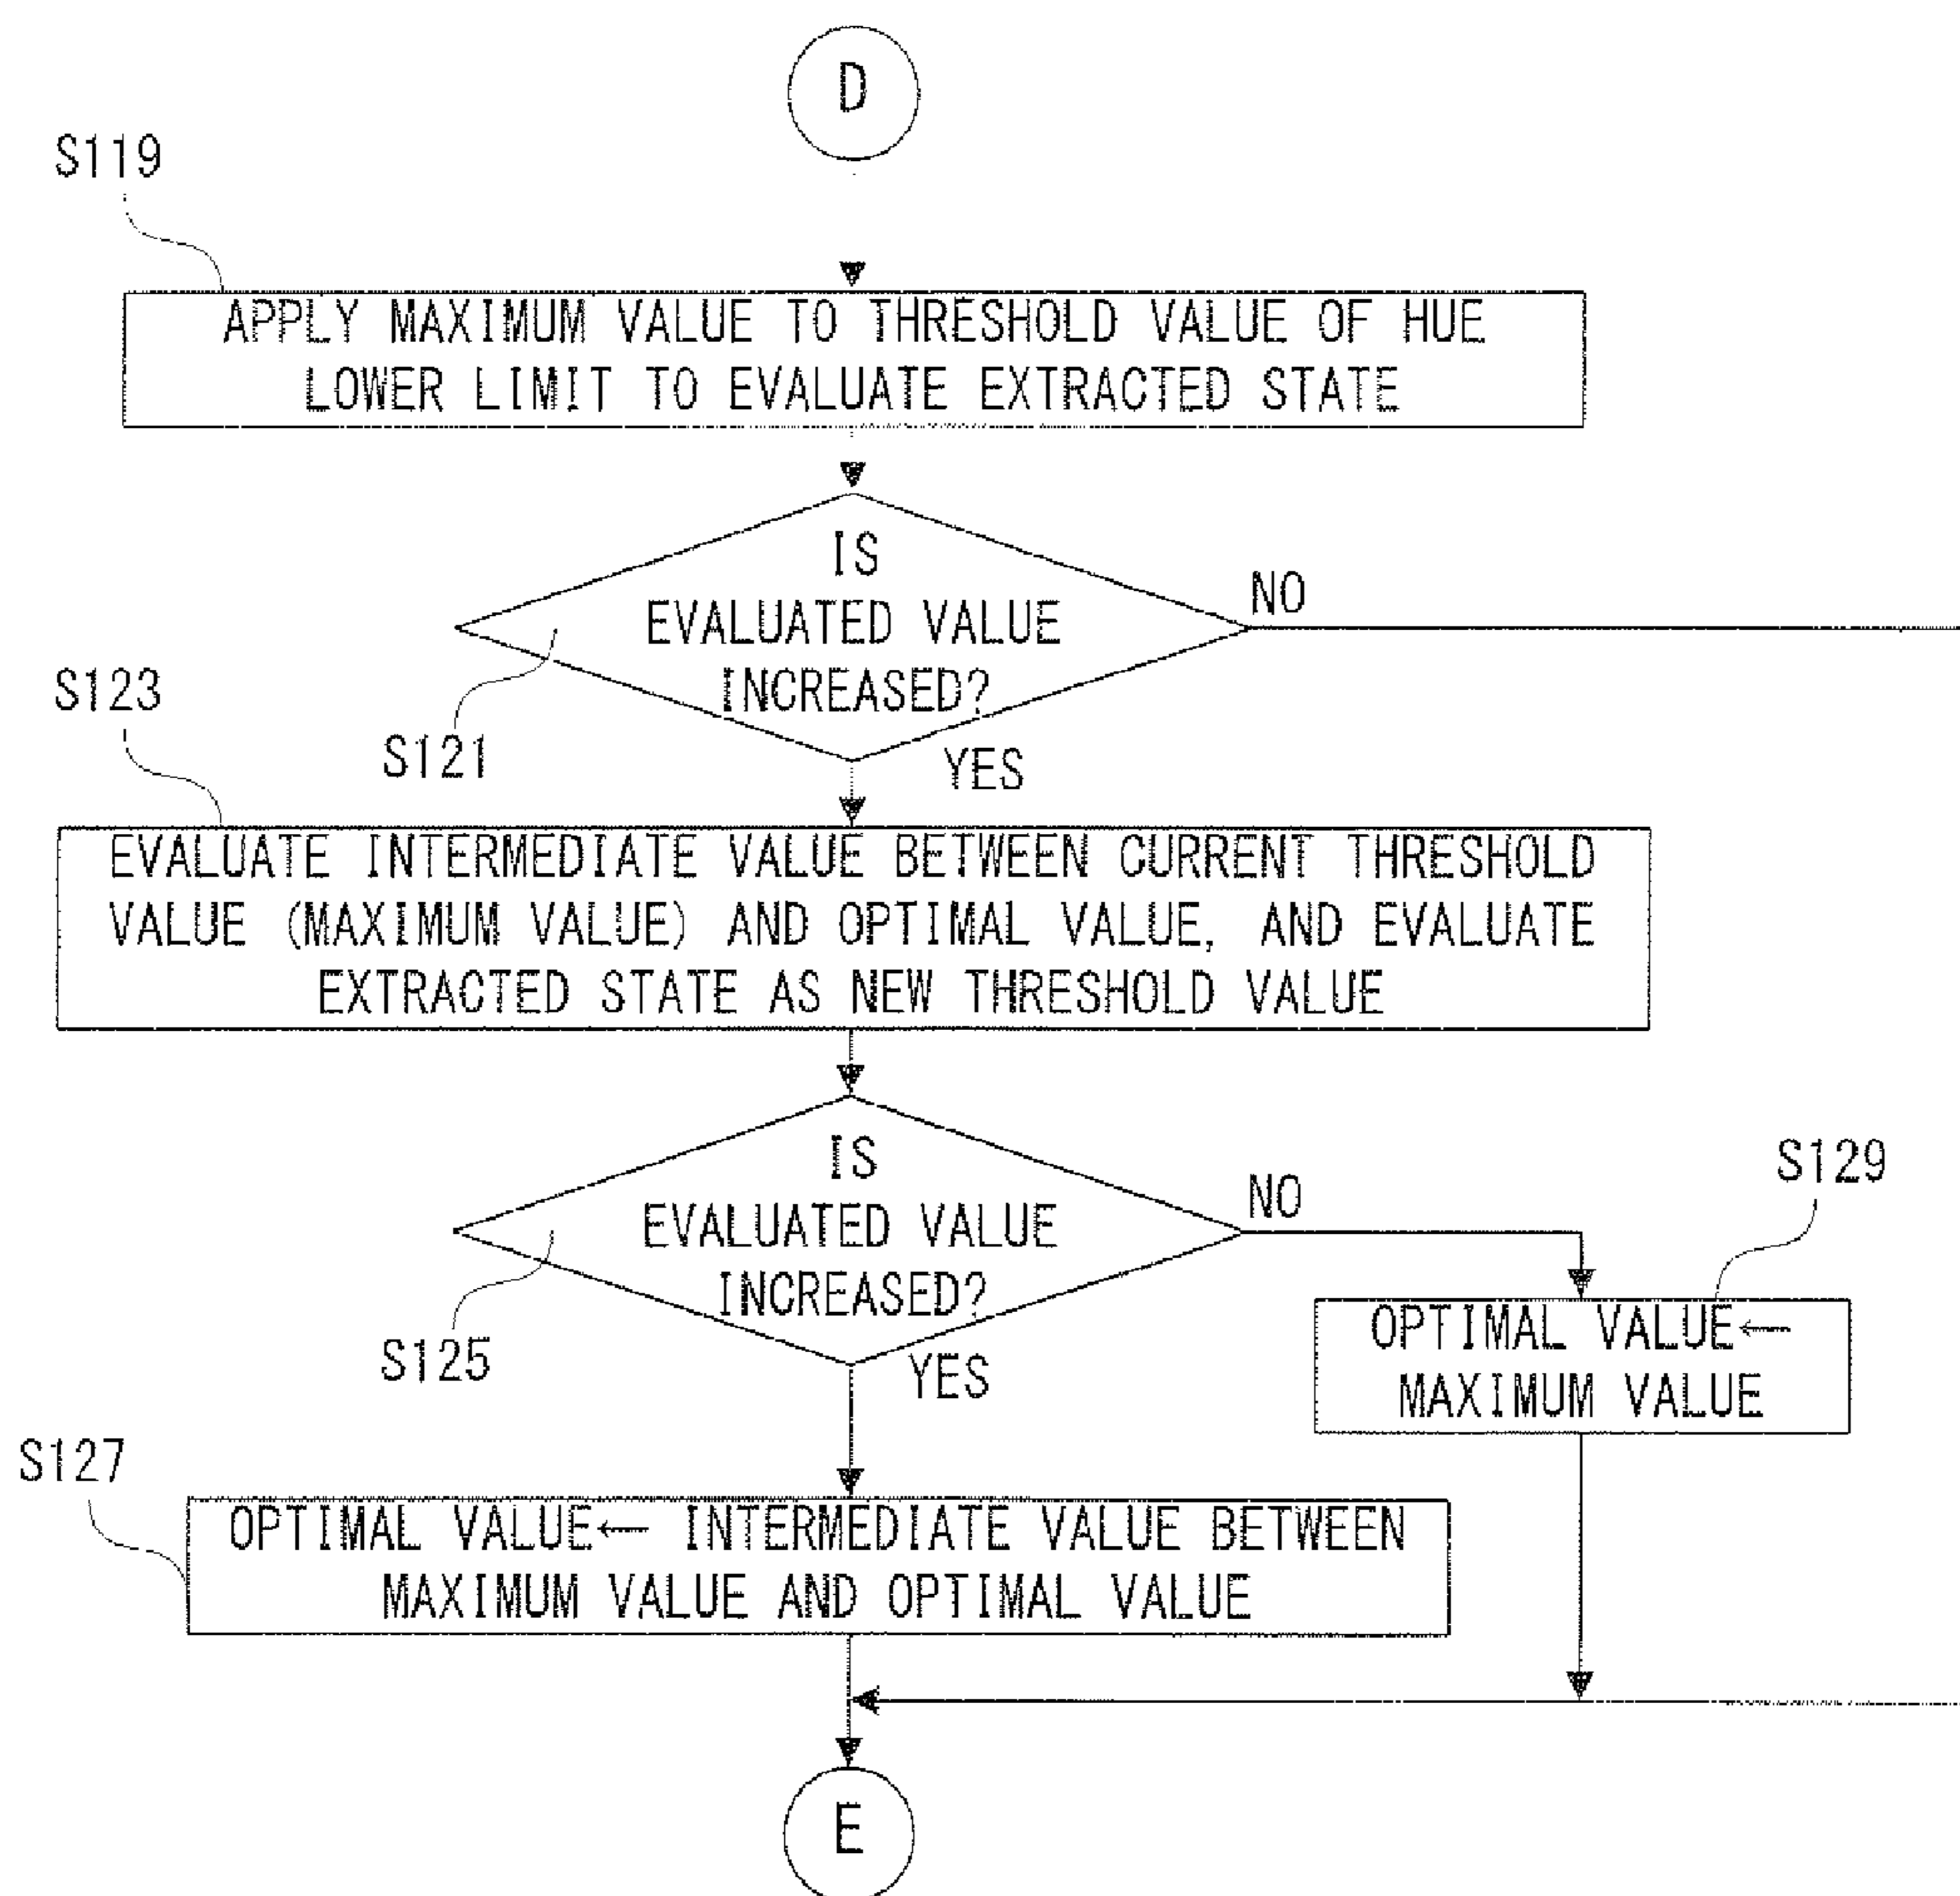 D
S119
APPLY MAXIMUM VALUE TO THRESHOLD VALUE OF HUE
LOWER LIMIT TO EVALUATE EXTRACTED STATE
IS
EVALUATED VALUE
INCREASED?
NO
S121
YES
S123
EVALUATE INTERMEDIATE VALUE BETWEEN CURRENT THRESHOLD
VALUE (MAXIMUM VALUE) AND OPTIMAL VALUE, AND EVALUATE
EXTRACTED STATE AS NEW THRESHOLD VALUE
IS
EVALUATED VALUE
INCREASED?
NO
S125
YES
S129
OPTIMAL VALUE←
MAXIMUM VALUE
S127
OPTIMAL VALUE← INTERMEDIATE VALUE BETWEEN
MAXIMUM VALUE AND OPTIMAL VALUE
E